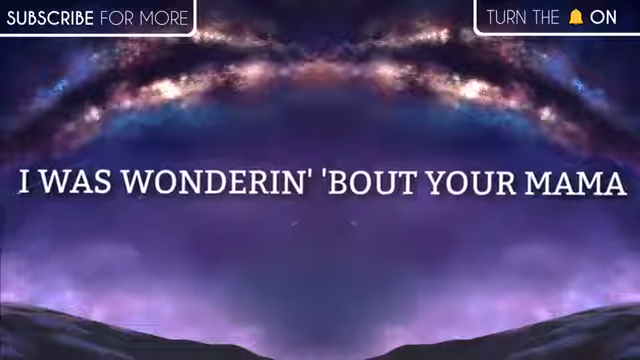 SUBSCRIBE FOR MORE
TURN THE 🔔 ON
I WAS WONDERIN' 'BOUT YOUR MAMA